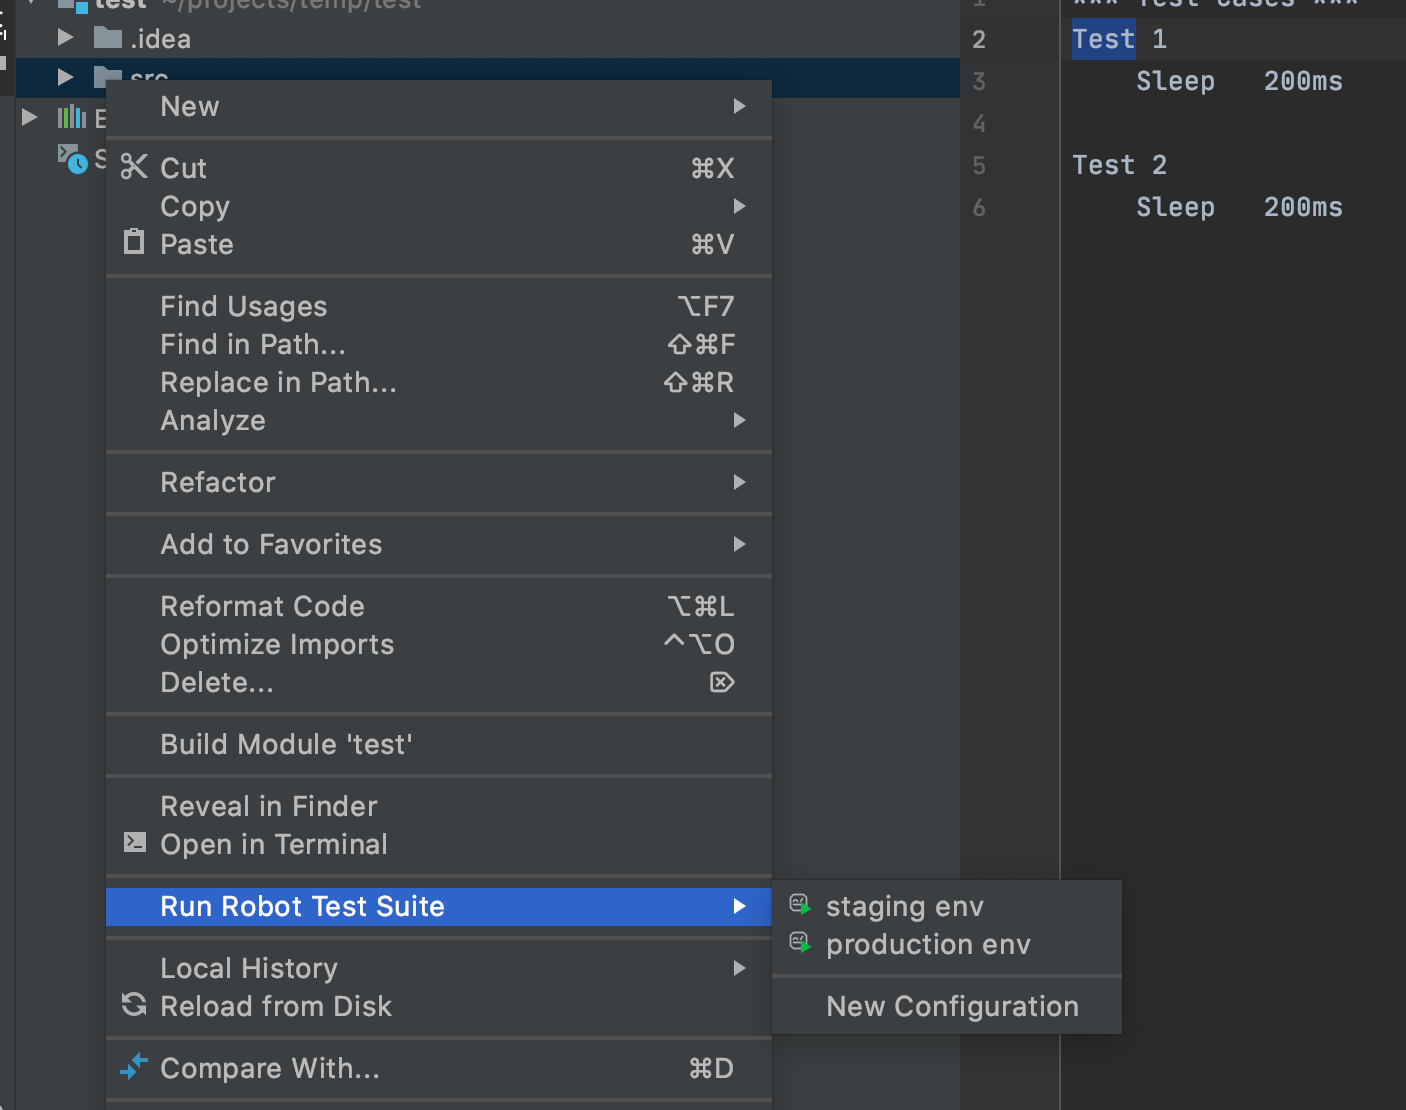 test ~/projects/temp/test
.idea
src
E
S
New
Cut ⌘X
Copy
Paste ⌘V
Find Usages ⌥F7
Find in Path... ⇧⌘F
Replace in Path... ⇧⌘R
Analyze
Refactor
Add to Favorites
Reformat Code ⌥⌘L
Optimize Imports ^⌥O
Delete... ⌦
Build Module 'test'
Reveal in Finder
Open in Terminal
Run Robot Test Suite
Local History
Reload from Disk
Compare With... ⌘D
staging env
production env
New Configuration
1 *** Test cases ***
2 Test 1
3     Sleep   200ms
4
5 Test 2
6     Sleep   200ms